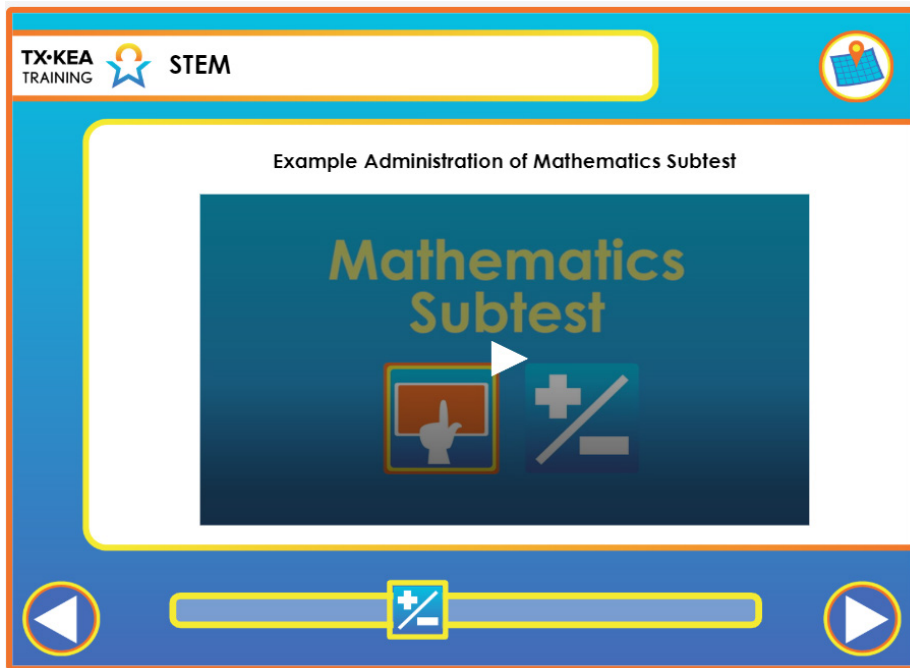 TX•KEA
TRAINING
STEM
Example Administration of Mathematics Subtest
Mathematics
Subtest